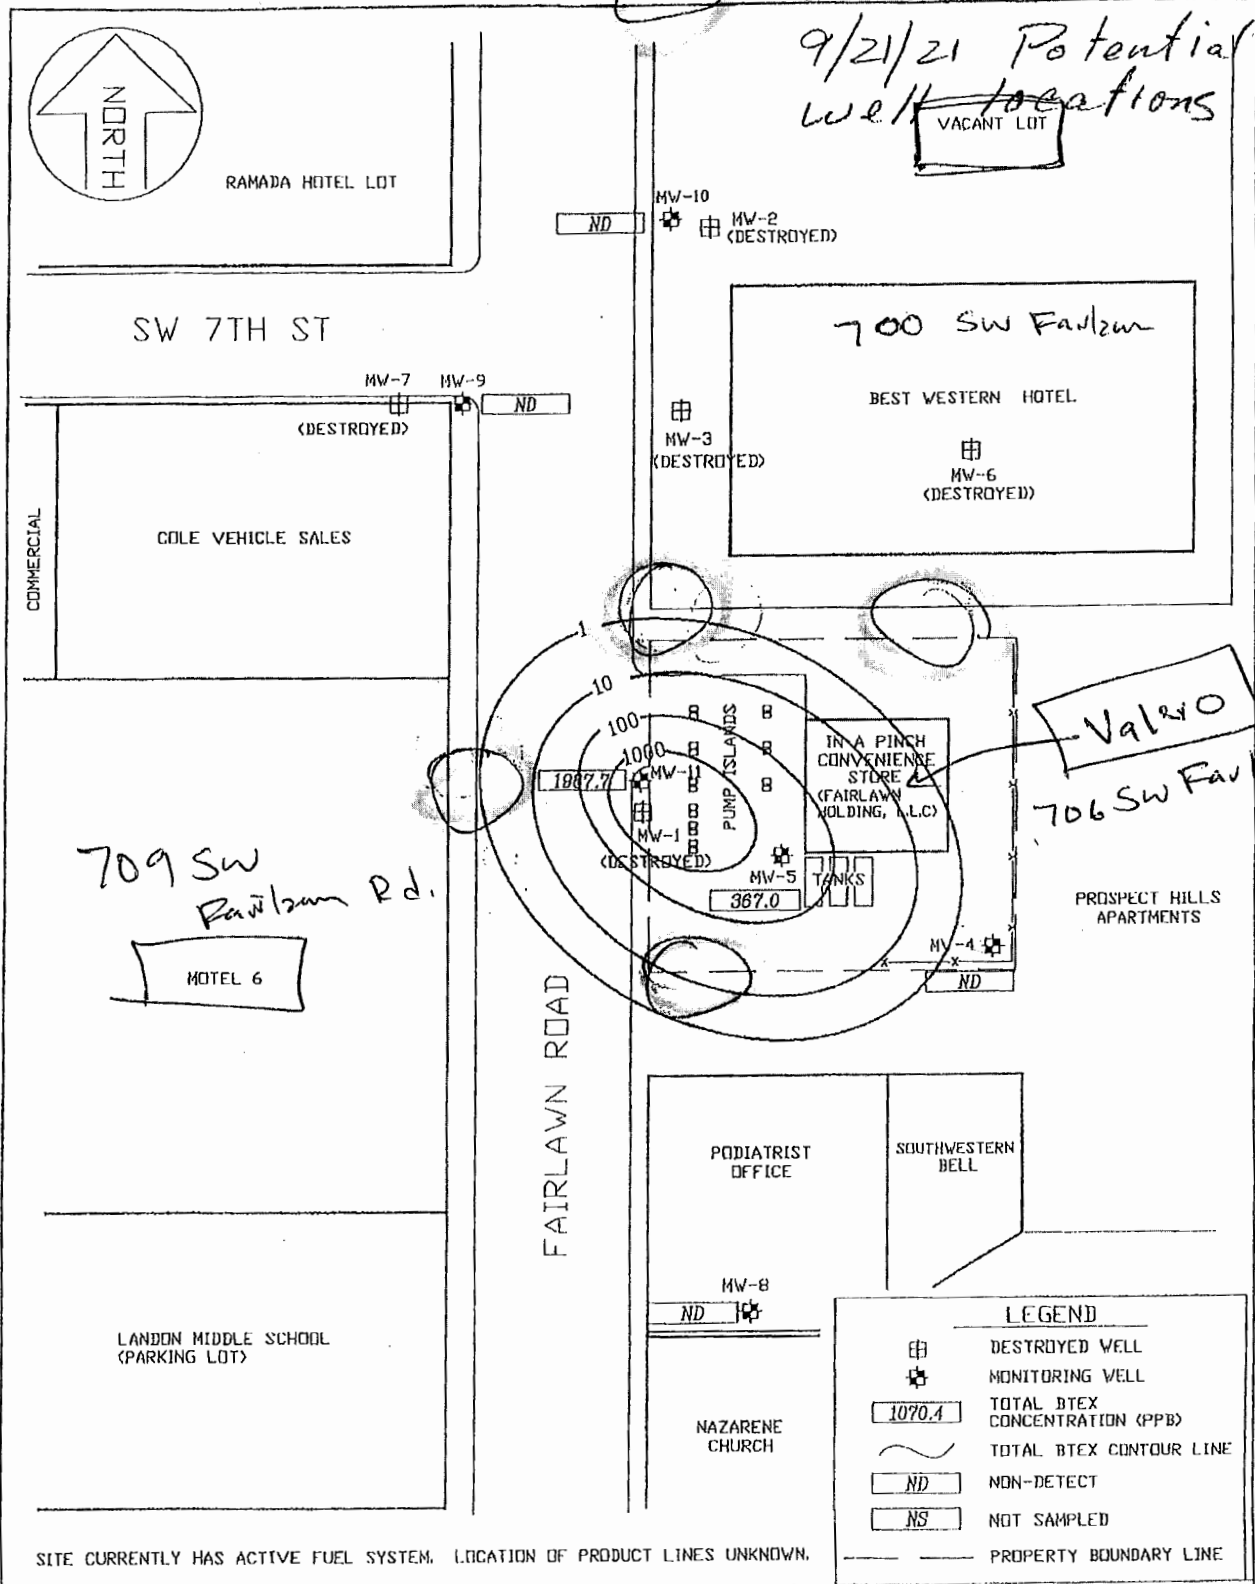 9/21/21 Potential
well locations
VACANT LOT
NORTH
RAMADA HOTEL LOT
MW-10
ND
MW-2
(DESTROYED)
SW 7TH ST
700 SW
BEST WESTERN HOTEL
MW-7
MW-9
ND
(DESTROYED)
MW-3
(DESTROYED)
MW-6
(DESTROYED)
COMMERCIAL
COLE VEHICLE SALES
1
10
100
1000
PUMP ISLANDS
IN A PINCH
CONVENIENCE
STORE
(FAIRLAWN
HOLDING, L.L.C)
706 SW
MW-11
MW-1
(DESTROYED)
MW-5
367.0
TANKS
709 SW
Rd.
MOTEL 6
PROSPECT HILLS
APARTMENTS
MW-4
ND
FAIRLAWN ROAD
PODIATRIST
OFFICE
SOUTHWESTERN
BELL
MW-8
ND
LANDON MIDDLE SCHOOL
(PARKING LOT)
NAZARENE
CHURCH
LEGEND
DESTROYED WELL
MONITORING WELL
1070.4
TOTAL BTEX
CONCENTRATION (PPB)
TOTAL BTEX CONTOUR LINE
ND
NON-DETECT
NS
NOT SAMPLED
PROPERTY BOUNDARY LINE
SITE CURRENTLY HAS ACTIVE FUEL SYSTEM. LOCATION OF PRODUCT LINES UNKNOWN.